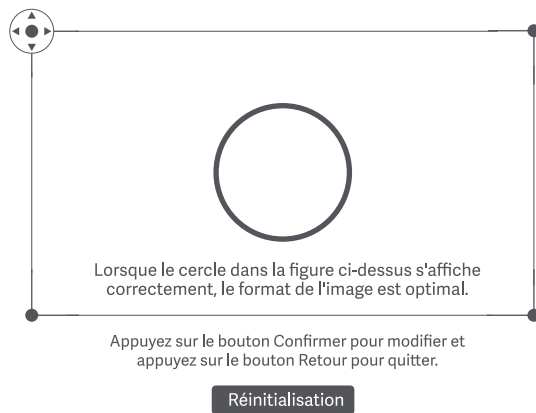 Lorsque le cercle dans la figure ci-dessus s'affiche
correctement, le format de l'image est optimal.
Appuyez sur le bouton Confirmer pour modifier et
appuyez sur le bouton Retour pour quitter.
Réinitialisation